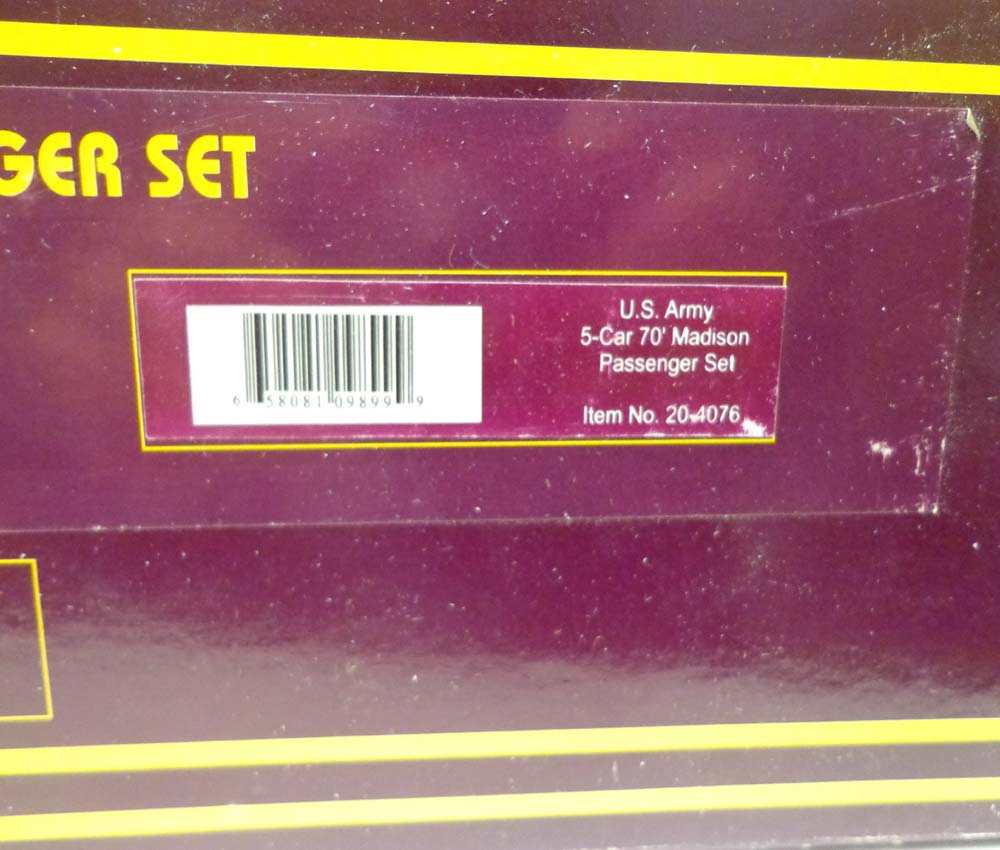 GER SET
U.S. Army
5-Car 70' Madison
Passenger Set
Item No. 20-4076
6 58081 09899 9